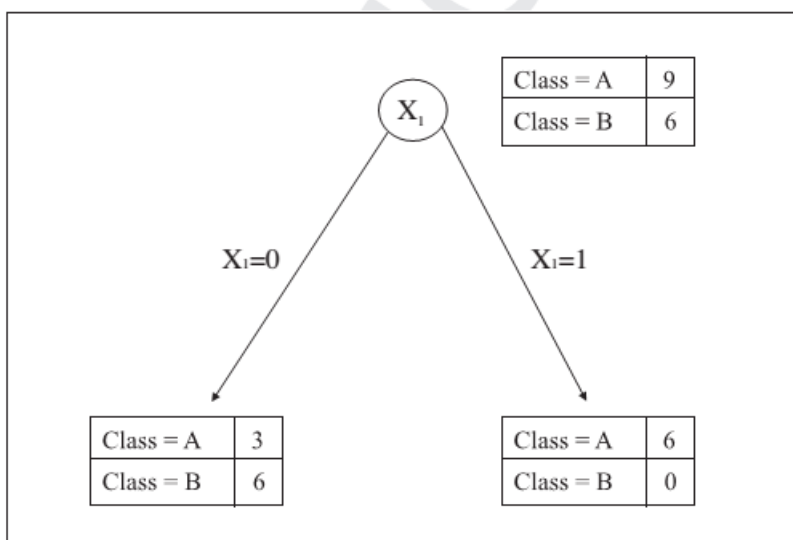 Class = A 9
X₁
Class = B 6
X₁=0 X₁=1
Class = A 3
Class = B 6
Class = A 6
Class = B 0